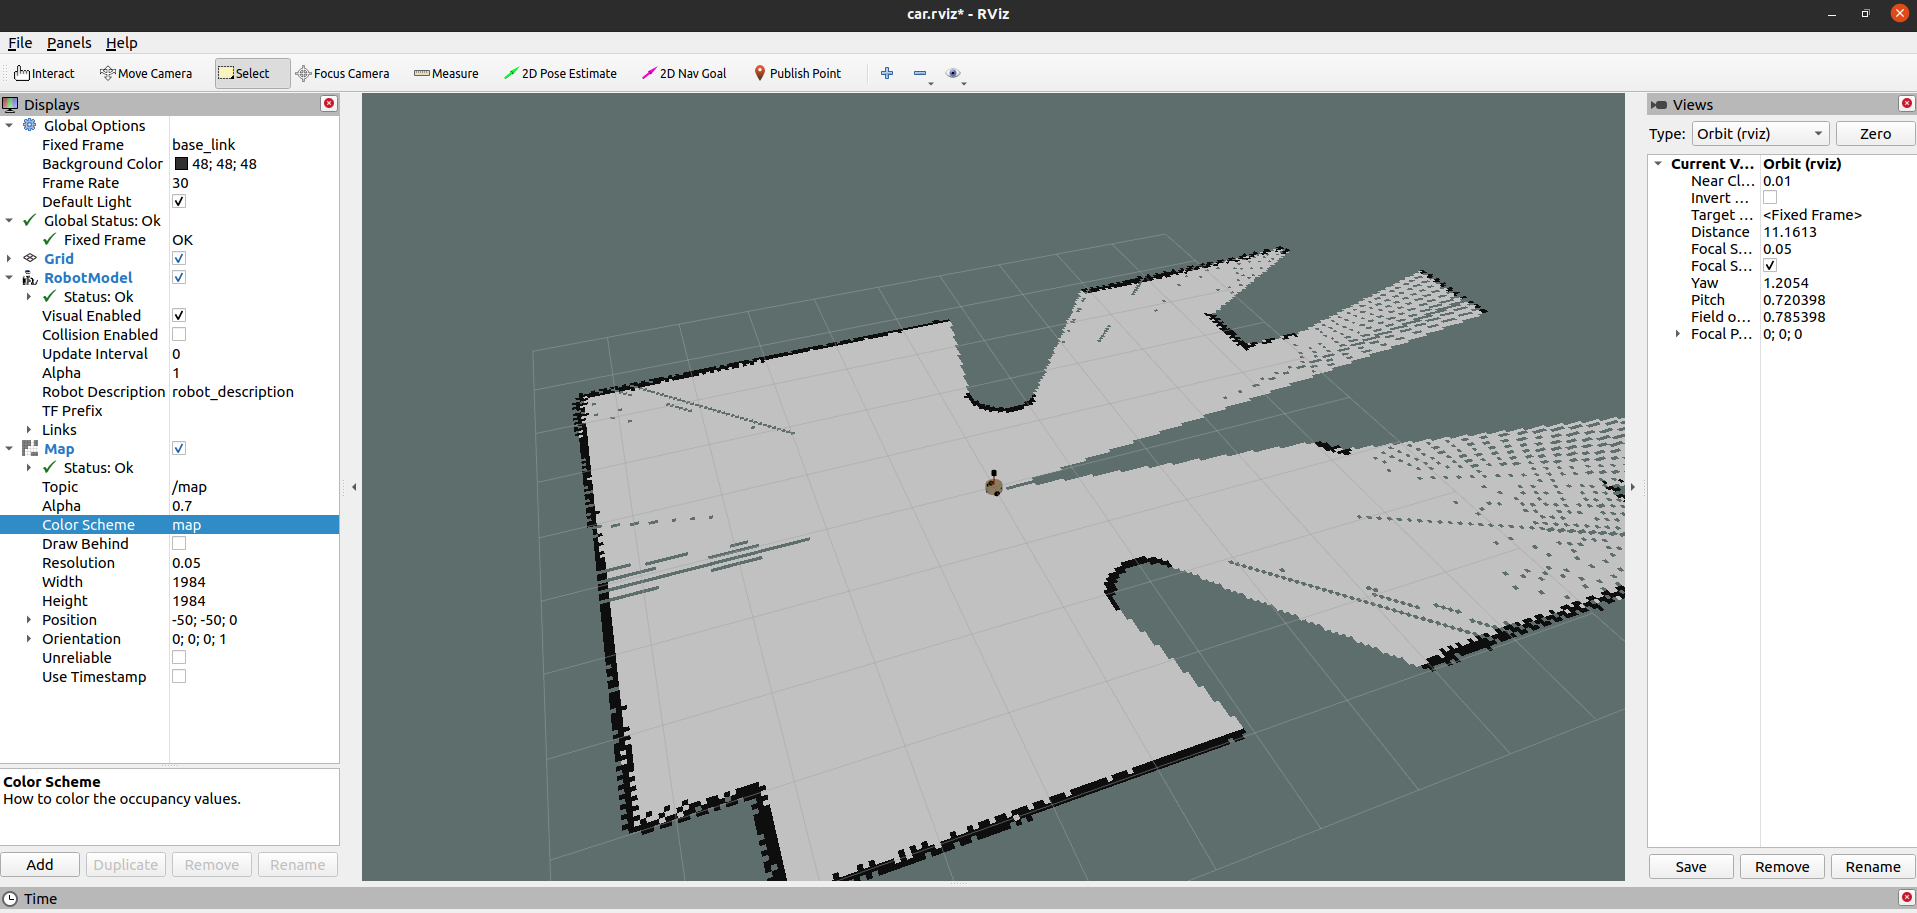 car.rviz* - RViz
File Panels Help
Interact Move Camera Select Focus Camera Measure 2D Pose Estimate 2D Nav Goal Publish Point
Displays
Global Options
Fixed Frame base_link
Background Color 48; 48; 48
Frame Rate 30
Default Light
Global Status: Ok
Fixed Frame OK
Grid
RobotModel
Status: Ok
Visual Enabled
Collision Enabled
Update Interval 0
Alpha 1
Robot Description robot_description
TF Prefix
Links
Map
Status: Ok
Topic /map
Alpha 0.7
Color Scheme map
Draw Behind
Resolution 0.05
Width 1984
Height 1984
Position -50; -50; 0
Orientation 0; 0; 0; 1
Unreliable
Use Timestamp
Color Scheme
How to color the occupancy values.
Add Duplicate Remove Rename
Views
Type: Orbit (rviz) Zero
Current V... Orbit (rviz)
Near Cl... 0.01
Invert ...
Target ... <Fixed Frame>
Distance 11.1613
Focal S... 0.05
Focal S...
Yaw 1.2054
Pitch 0.720398
Field o... 0.785398
Focal P... 0; 0; 0
Save Remove Rename
Time